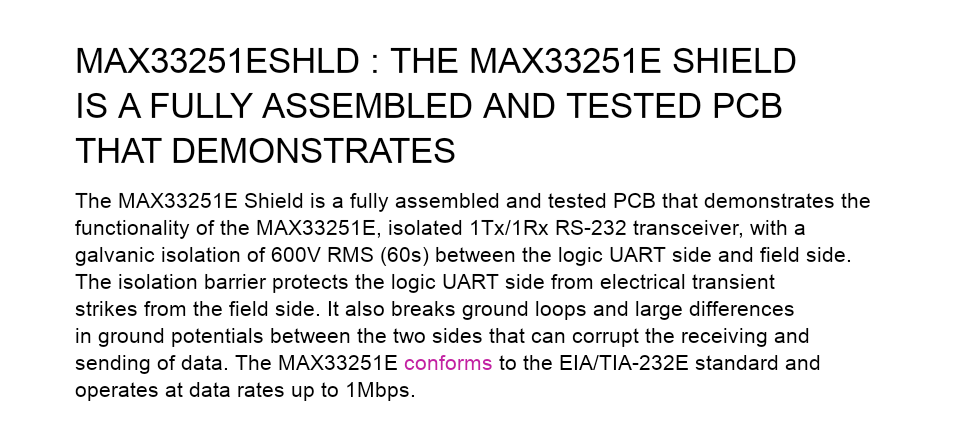 MAX33251ESHLD : THE MAX33251E SHIELD
IS A FULLY ASSEMBLED AND TESTED PCB
THAT DEMONSTRATES
The MAX33251E Shield is a fully assembled and tested PCB that demonstrates the
functionality of the MAX33251E, isolated 1Tx/1Rx RS-232 transceiver, with a
galvanic isolation of 600V RMS (60s) between the logic UART side and field side.
The isolation barrier protects the logic UART side from electrical transient
strikes from the field side. It also breaks ground loops and large differences
in ground potentials between the two sides that can corrupt the receiving and
sending of data. The MAX33251E conforms to the EIA/TIA-232E standard and
operates at data rates up to 1Mbps.